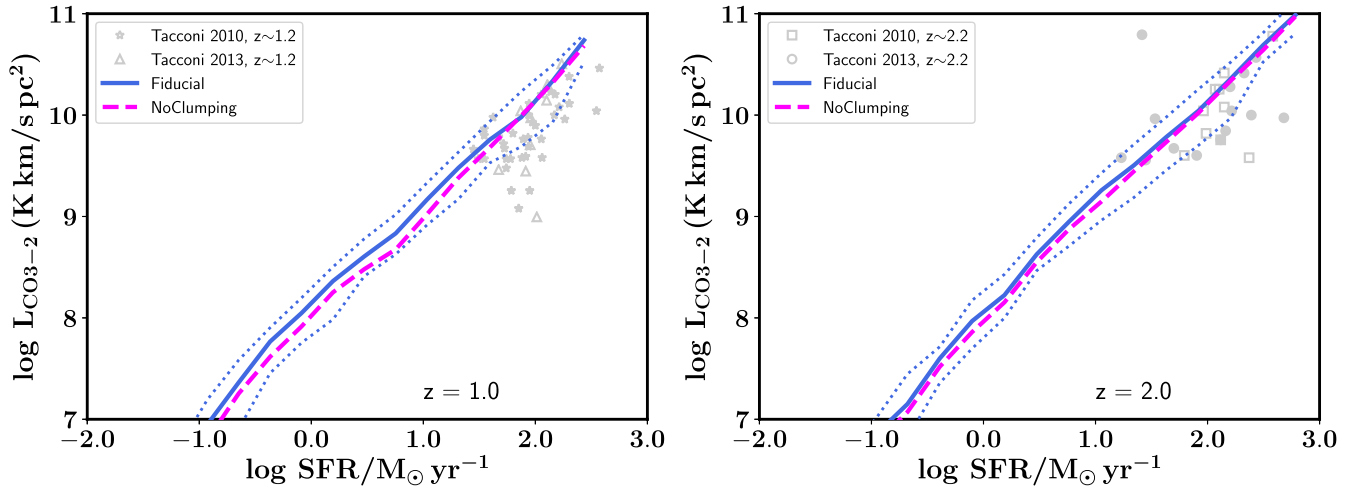 11
10
9
8
7
log L_CO3−2 (K km/s pc²)
Tacconi 2010, z∼1.2
Tacconi 2013, z∼1.2
Fiducial
NoClumping
z = 1.0
−2.0 −1.0 0.0 1.0 2.0 3.0
log SFR/M⊙ yr⁻¹
11
10
9
8
7
log L_CO3−2 (K km/s pc²)
Tacconi 2010, z∼2.2
Tacconi 2013, z∼2.2
Fiducial
NoClumping
z = 2.0
−2.0 −1.0 0.0 1.0 2.0 3.0
log SFR/M⊙ yr⁻¹